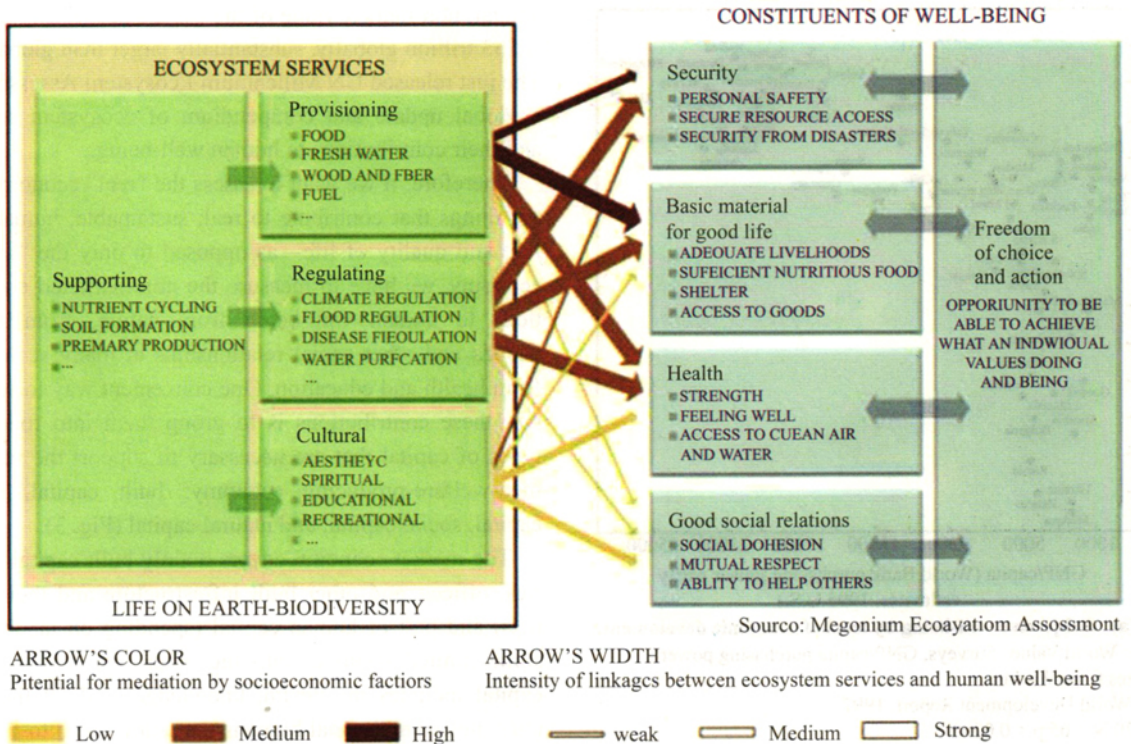 CONSTITUENTS OF WELL-BEING
ECOSYSTEM SERVICES
Supporting
NUTRIENT CYCLING
SOIL FORMATION
PREMARY PRODUCTION
...
Provisioning
FOOD
FRESH WATER
WOOD AND FBER
FUEL
...
Regulating
CLIMATE REGULATION
FLOOD REGULATION
DISEASE FIEOULATION
WATER PURFCATION
...
Cultural
AESTHEYC
SPIRITUAL
EDUCATIONAL
RECREATIONAL
...
LIFE ON EARTH-BIODIVERSITY
Security
PERSONAL SAFETY
SECURE RESOURCE ACCESS
SECURITY FROM DISASTERS
Basic material
for good life
ADEOUATE LIVELHOODS
SUFEICIENT NUTRITIOUS FOOD
SHELTER
ACCESS TO GOODS
Health
STRENGTH
FEELING WELL
ACCESS TO CUEAN AIR
AND WATER
Good social relations
SOCIAL DOHESION
MUTUAL RESPECT
ABLITY TO HELP OTHERS
Freedom
of choice
and action
OPPORTUNITY TO BE
ABLE TO ACHIEVE
WHAT AN INDWIOUAL
VALUES DOING
AND BEING
Sourco: Megonium Ecoayatiom Assossmont
ARROW'S COLOR
Pitential for mediation by socioeconomic factiors
Low Medium High
ARROW'S WIDTH
Intensity of linkagcs betwcen ecosystem services and human well-being
weak Medium Strong